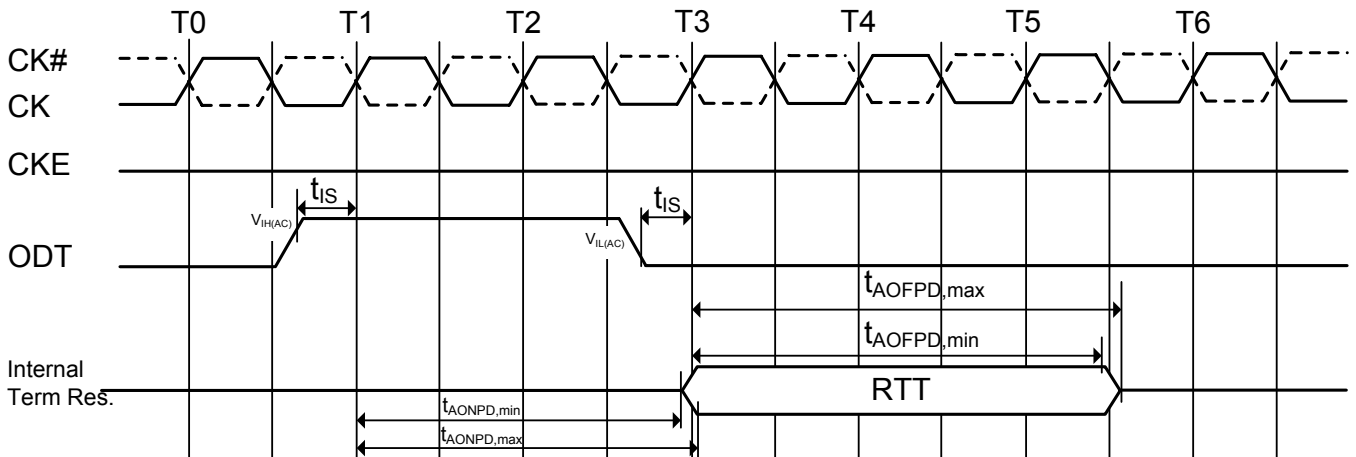 T0 T1 T2 T3 T4 T5 T6
CK#
CK
CKE
tIS
tIS
VIH(AC)
VIL(AC)
ODT
tAOFPD,max
tAOFPD,min
Internal
Term Res.
RTT
tAONPD,min
tAONPD,max